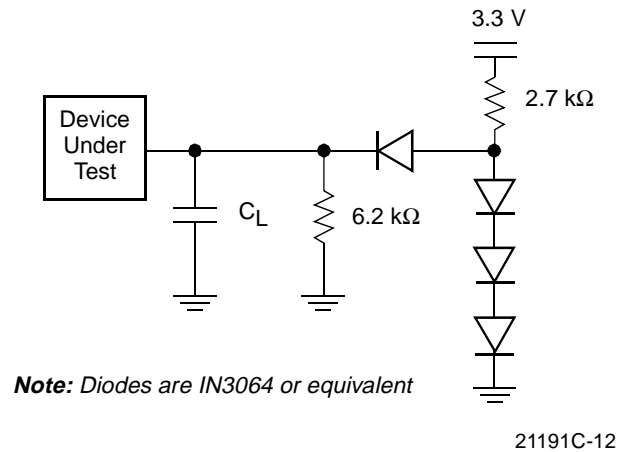 3.3 V
2.7 kΩ
Device
Under
Test
C_L
6.2 kΩ
Note: Diodes are IN3064 or equivalent
21191C-12